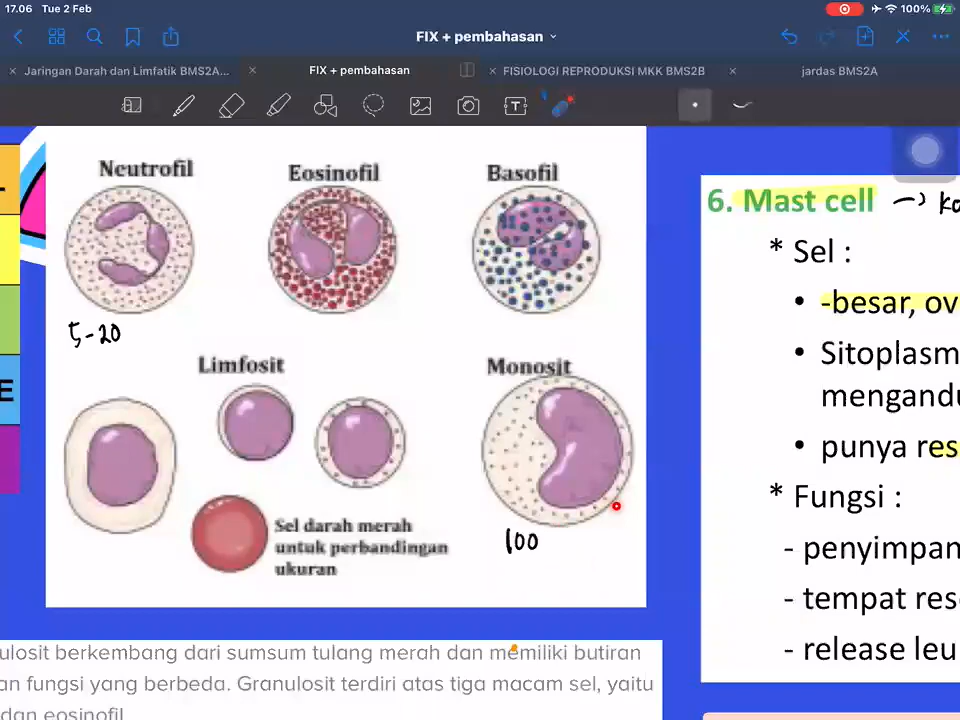 17.06 Tue 2 Feb
100%
FIX + pembahasan
Jaringan Darah dan Limfatik BMS2A...
FIX + pembahasan
FISIOLOGI REPRODUKSI MKK BMS2B
jardas BMS2A
Neutrofil
Eosinofil
Basofil
5-20
Limfosit
Monosit
Sel darah merah
untuk perbandingan
ukuran
100
E
6. Mast cell
* Sel :
• -besar, ov
• Sitoplasm
mengandu
• punya res
* Fungsi :
- penyimpan
- tempat res
- release leu
ulosit berkembang dari sumsum tulang merah dan memiliki butiran
an fungsi yang berbeda. Granulosit terdiri atas tiga macam sel, yaitu
dan eosinofil